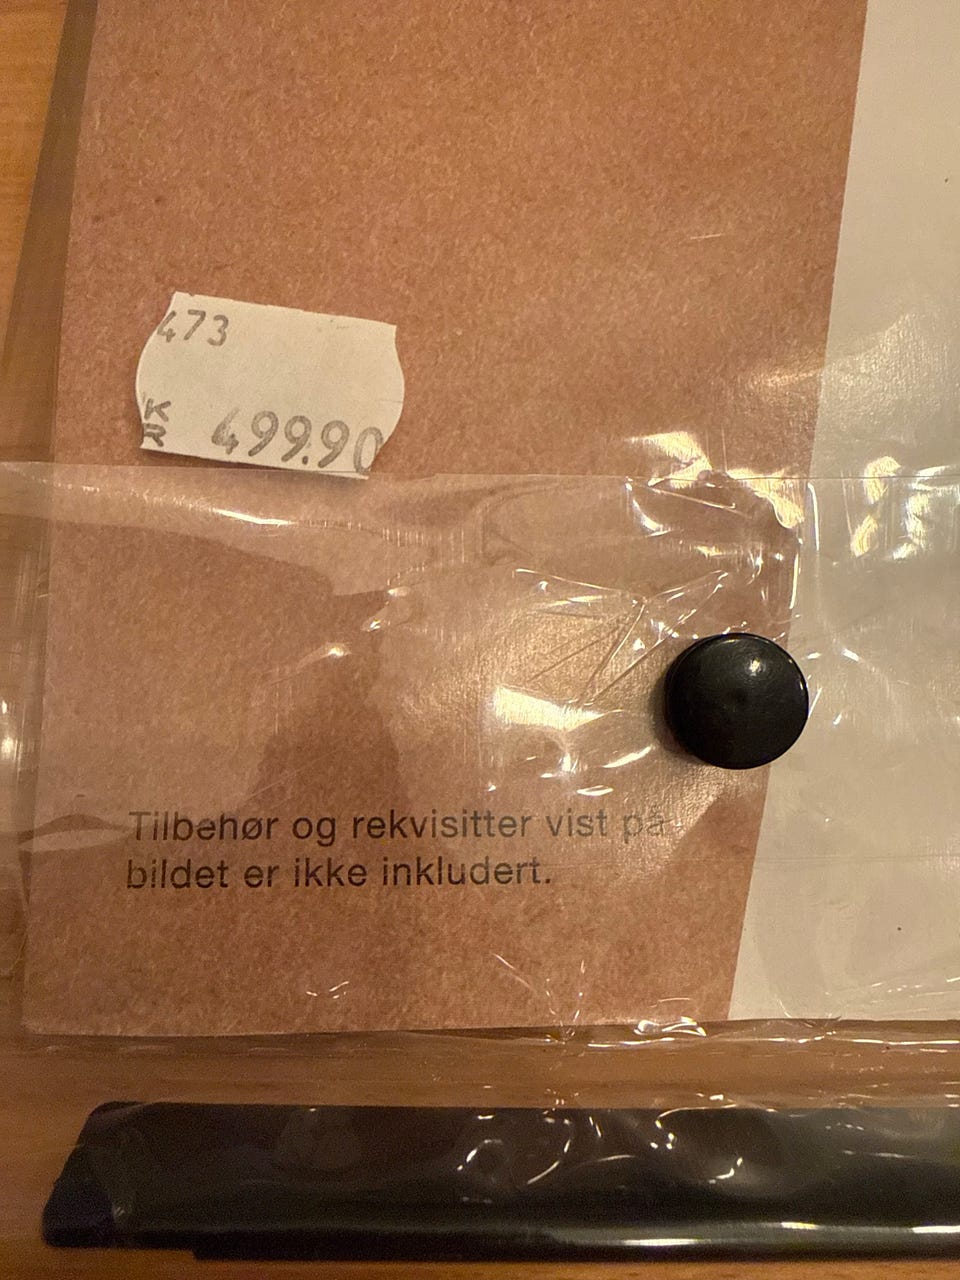 473
KR 499.90
Tilbehør og rekvisitter vist på
bildet er ikke inkludert.